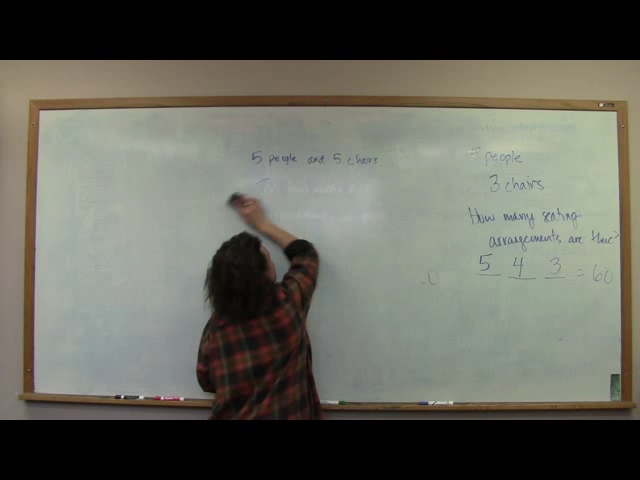 5 people and 5 chairs
5 people
3 chairs
How many seating
arrangements are there?
5 4 3 = 60